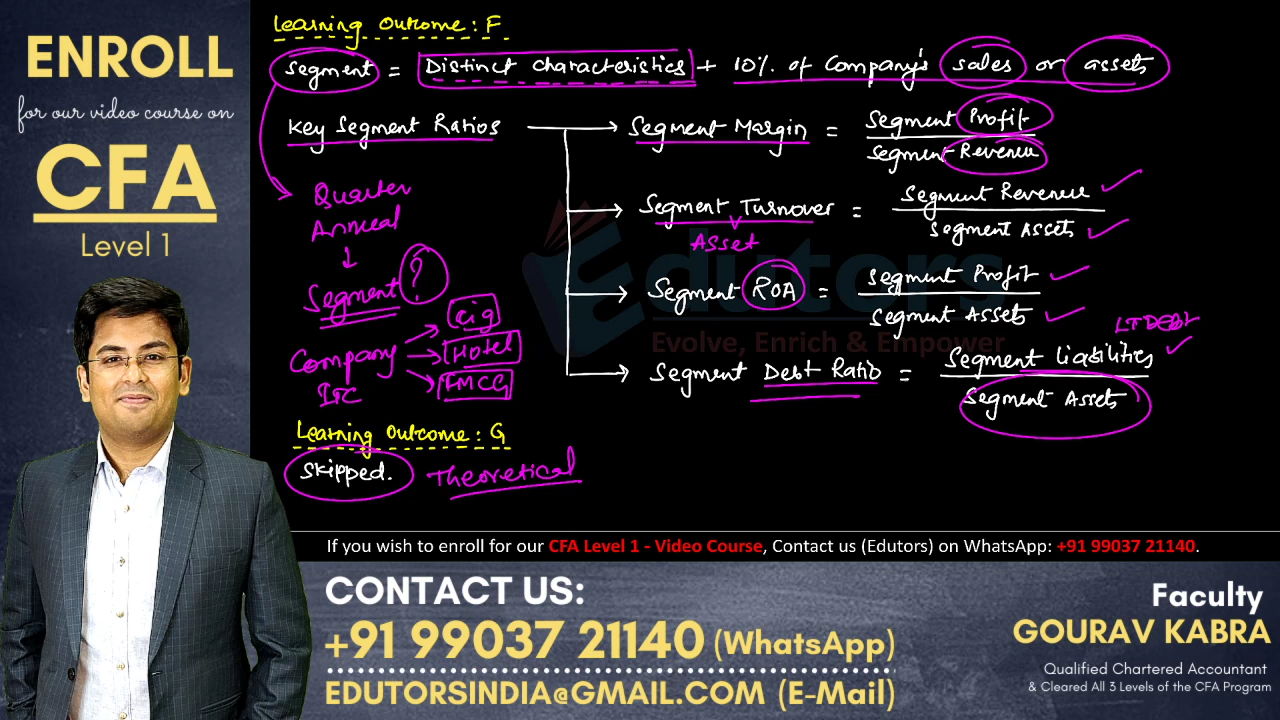 ENROLL
for our video course on
CFA
Level 1
Learning Outcome: F
Segment = Distinct Characteristics + 10% of Company's sales or assets
Key Segment Ratios
Segment Margin = Segment Profit
Segment Revenue
Segment Turnover = Segment Revenue
Segment Assets
Asset
Segment ROA = Segment Profit
Segment Assets
LT DEBT
Segment Debt Ratio = Segment Liabilities
Segment Assets
Quarter
Annual
Segment ?
Company
ITC
Cig
Hotel
FMCG
Edutors
Evolve, Enrich & Empower
Learning Outcome: G
Skipped. Theoretical
If you wish to enroll for our CFA Level 1 - Video Course, Contact us (Edutors) on WhatsApp: +91 99037 21140.
CONTACT US:
+91 99037 21140 (WhatsApp)
EDUTORSINDIA@GMAIL.COM (E-Mail)
Faculty
GOURAV KABRA
Qualified Chartered Accountant
& Cleared All 3 Levels of the CFA Program